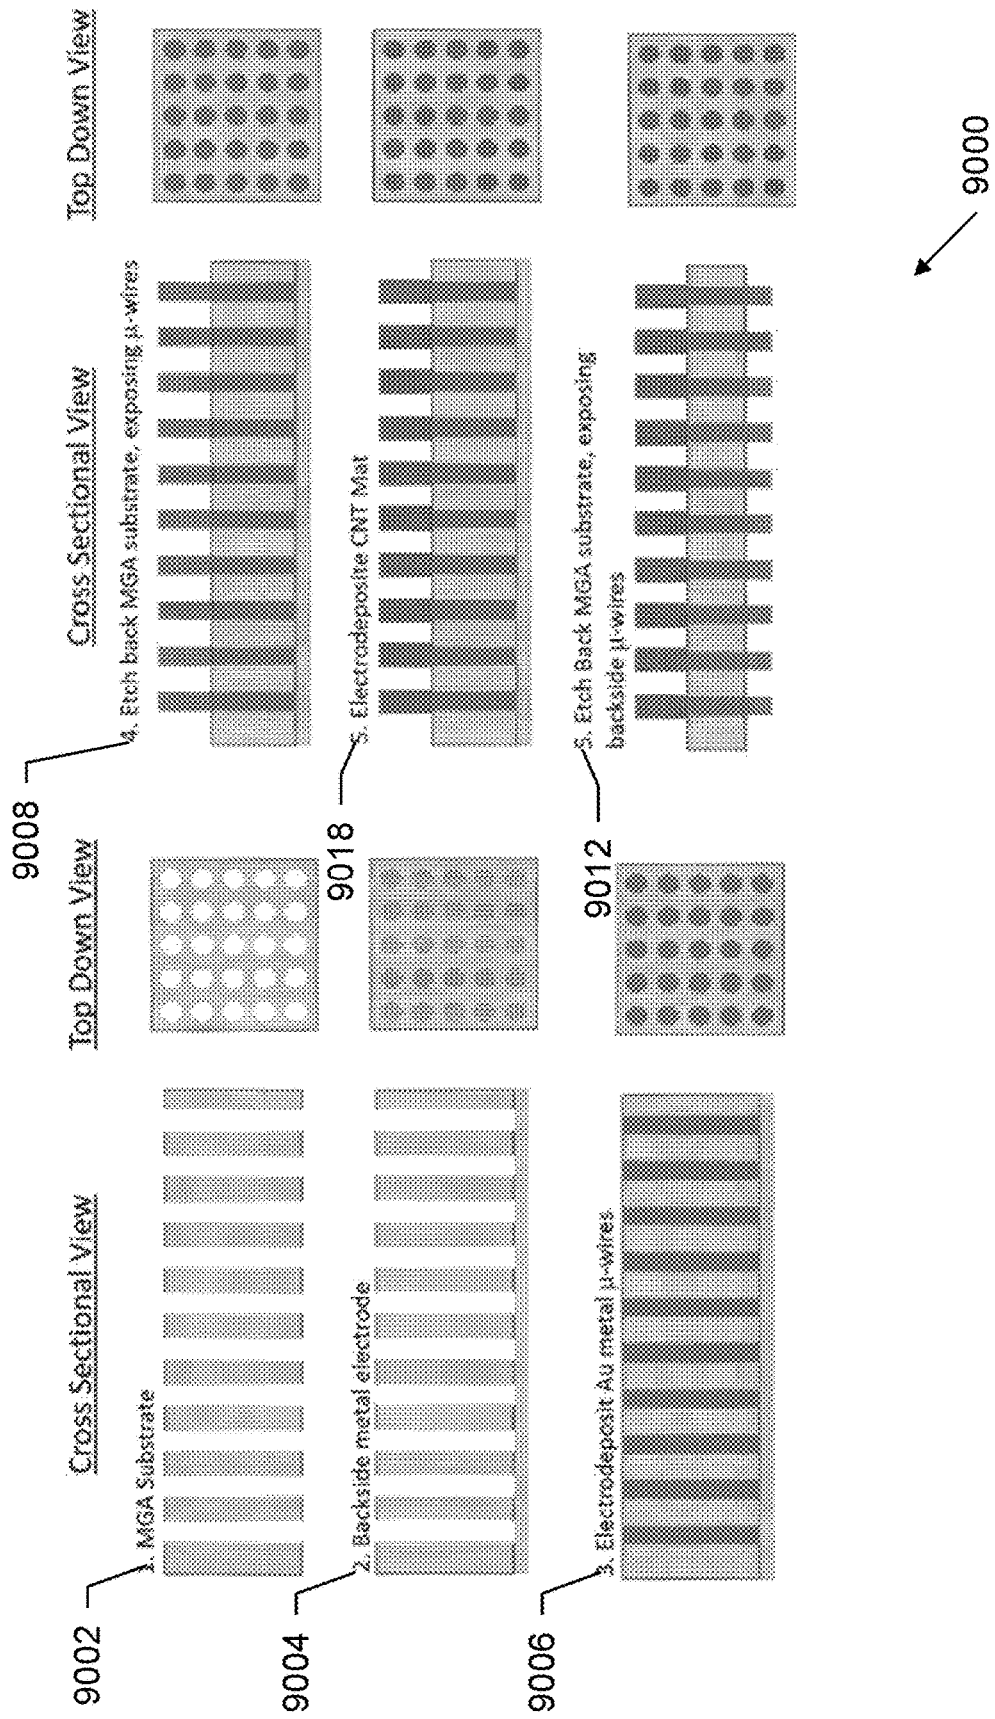 Cross Sectional View
Top Down View
9002
1. MGA Substrate
9004
2. Backside metal electrode
9006
3. Electrodeposit Au metal μ-wires
Cross Sectional View
Top Down View
9008
4. Etch back MGA substrate, exposing μ-wires
9018
5. Electrodeposite CNT Mat
9012
5. Etch Back MGA substrate, exposing
backside μ-wires
9000